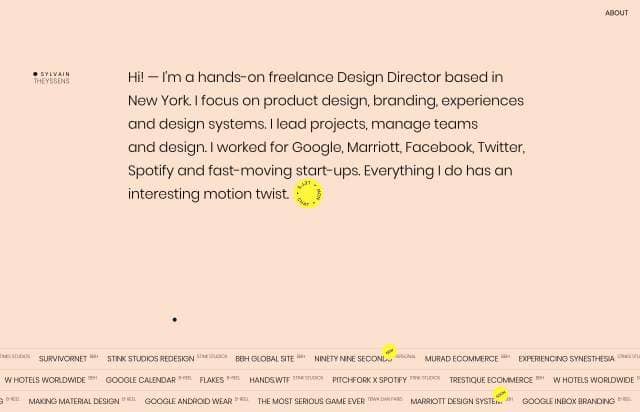 ABOUT
SYLVAIN
THEYSSENS
Hi! — I'm a hands-on freelance Design Director based in
New York. I focus on product design, branding, experiences
and design systems. I lead projects, manage teams
and design. I worked for Google, Marriott, Facebook, Twitter,
Spotify and fast-moving start-ups. Everything I do has an
interesting motion twist.
STINK STUDIOS SURVIVORNET BBH STINK STUDIOS REDESIGN STINK STUDIOS BBH GLOBAL SITE BBH NINETY NINE SECONDS PERSONAL MURAD ECOMMERCE BBH EXPERIENCING SYNESTHESIA
W HOTELS WORLDWIDE BBH GOOGLE CALENDAR B-REEL FLAKES B-REEL HANDS.WTF STINK STUDIOS PITCHFORK X SPOTIFY STINK STUDIOS TRESTIQUE ECOMMERCE BBH W HOTELS WORLDWIDE
MAKING MATERIAL DESIGN B-REEL GOOGLE ANDROID WEAR B-REEL THE MOST SERIOUS GAME EVER MARRIOTT DESIGN SYSTEM GOOGLE INBOX BRANDING B-REEL